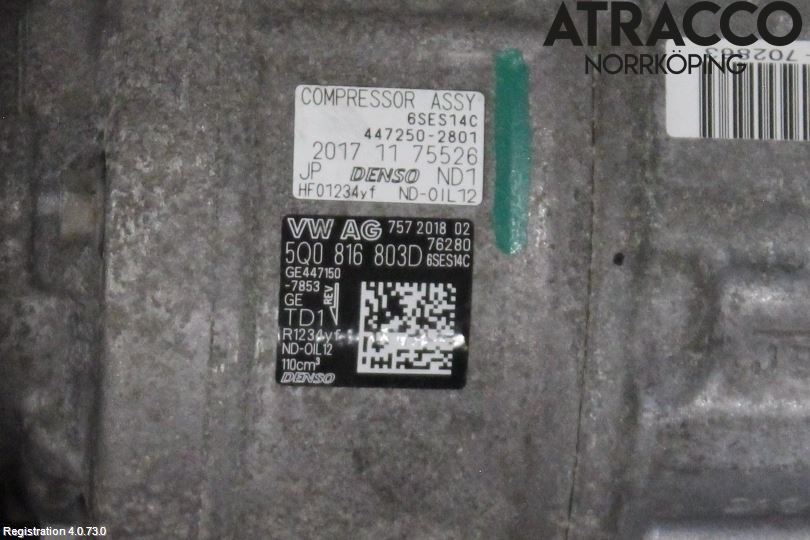 ATRACCO
NORRKÖPING
-702863
COMPRESSOR ASSY
6SES14C
447250-2801
2017 11 75526
JP DENSO ND1
HFO1234yf ND-OIL12
VW AG 757 2018 02
76280
5Q0 816 803D 6SES14C
GE447150
-7853
GE
REV
TD1
R1234yf
ND-OIL12
110cm³
DENSO
Registration 4.0.73.0